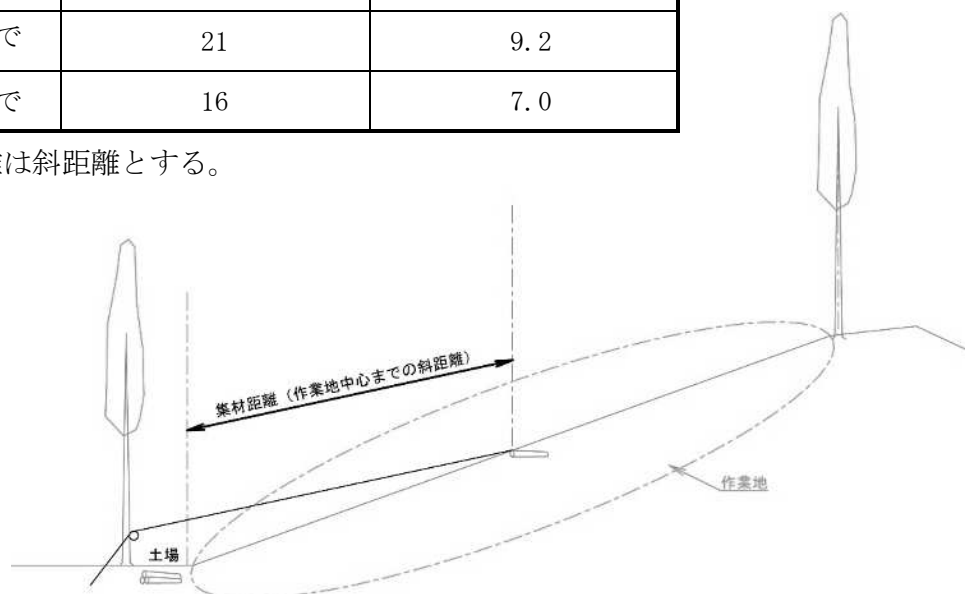 で 21 9.2
で 16 7.0
は斜距離とする。
集材距離（作業地中心までの斜距離）
作業地
土場